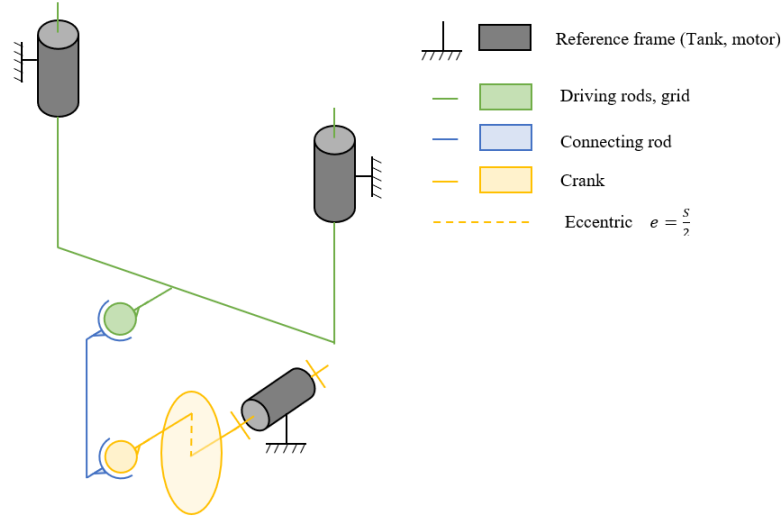 Reference frame (Tank, motor)
Driving rods, grid
Connecting rod
Crank
Eccentric e = S/2